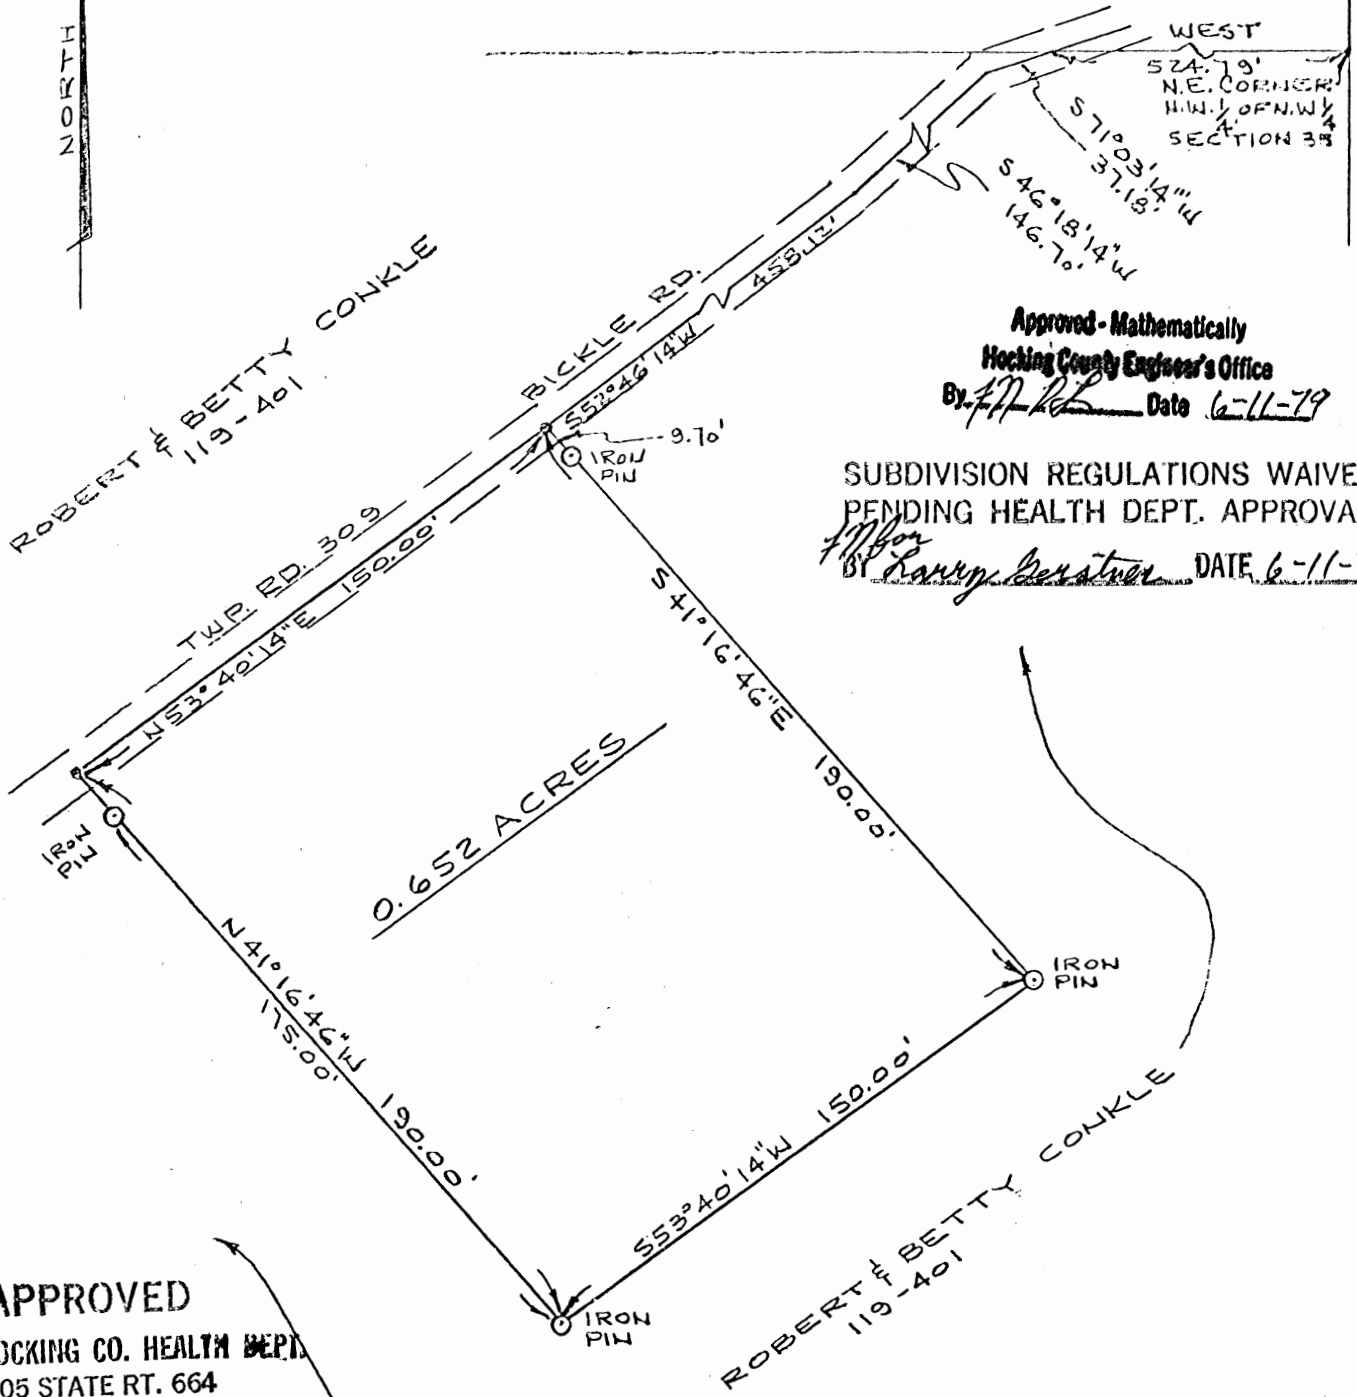 NORTH
WEST
524.79'
N.E. CORNER
N.W. 1/4 OF N.W 1/4
SECTION
S 71° 03' 14" W
37.18'
S 46° 18' 14" W
146.70'
458.12'
BICKLE RD.
S 52° 46' 14" W
ROBERT & BETTY CONKLE
119-401
Approved - Mathematically
Hocking County Engineer's Office
By Date 6-11-79
9.70'
IRON
PIN
SUBDIVISION REGULATIONS WAIVE
PENDING HEALTH DEPT. APPROVA
BY Larry Gerstner DATE 6-11-
TWP. RD. 309
N 53° 40' 14" E 150.00'
S 41° 16' 46" E 190.00'
IRON
PIN
0.652 ACRES
N 41° 16' 46" W 190.00'
175.00'
IRON
PIN
S 53° 40' 14" W 150.00'
IRON
PIN
ROBERT & BETTY CONKLE
119-401
APPROVED
OCKING CO. HEALTH DEPT.
05 STATE RT. 664